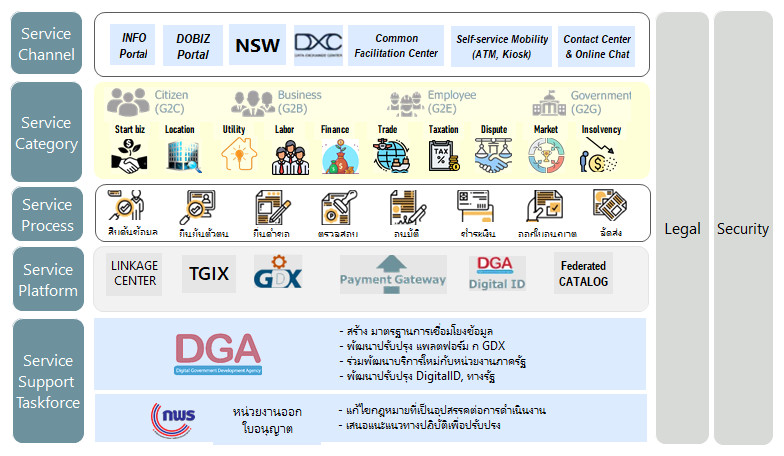 Service
Channel
INFO
Portal
DOBIZ
Portal
NSW
DXC
DATA EXCHANGE CENTER
Common
Facilitation Center
Self-service Mobility
(ATM, Kiosk)
Contact Center
& Online Chat
Service
Category
Citizen
(G2C)
Business
(G2B)
Employee
(G2E)
Government
(G2G)
Start biz
Location
Utility
Labor
Finance
Trade
Taxation
Dispute
Market
Insolvency
TAX
%
Service
Process
สืบค้นข้อมูล
ยืนยันตัวตน
ยื่นคำขอ
ตรวจสอบ
อนุมัติ
ชำระเงิน
ออกใบอนุญาต
จัดส่ง
Service
Platform
LINKAGE
CENTER
TGIX
GDX
Payment Gateway
DGA
Digital ID
Federated
CATALOG
Service
Support
Taskforce
DGA
Digital Government Development Agency
- สร้าง มาตรฐานการเชื่อมโยงข้อมูล
- พัฒนาปรับปรุง แพลตฟอร์ม ก GDX
- ร่วมพัฒนาบริการใหม่กับหน่วยงานภาครัฐ
- พัฒนาปรับปรุง DigitalID, ทางรัฐ
กพร
หน่วยงานออก
ใบอนุญาต
- แก้ไขกฎหมายที่เป็นอุปสรรคต่อการดำเนินงาน
- เสนอแนะแนวทางปฏิบัติเพื่อปรับปรุง
Legal
Security